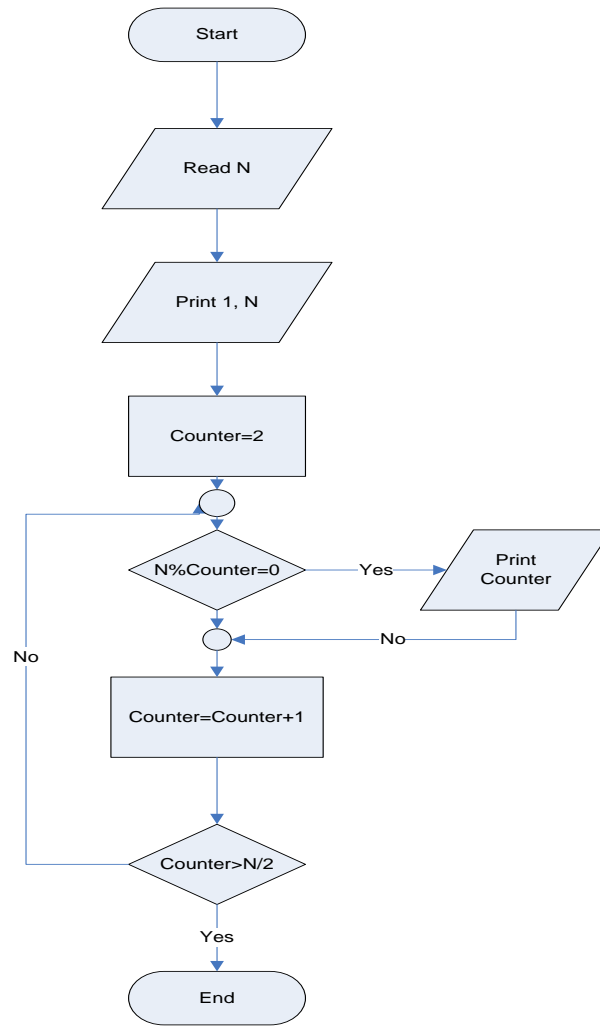 Start
Read N
Print 1, N
Counter=2
N%Counter=0
Yes
Print
Counter
No
No
Counter=Counter+1
Counter>N/2
Yes
End